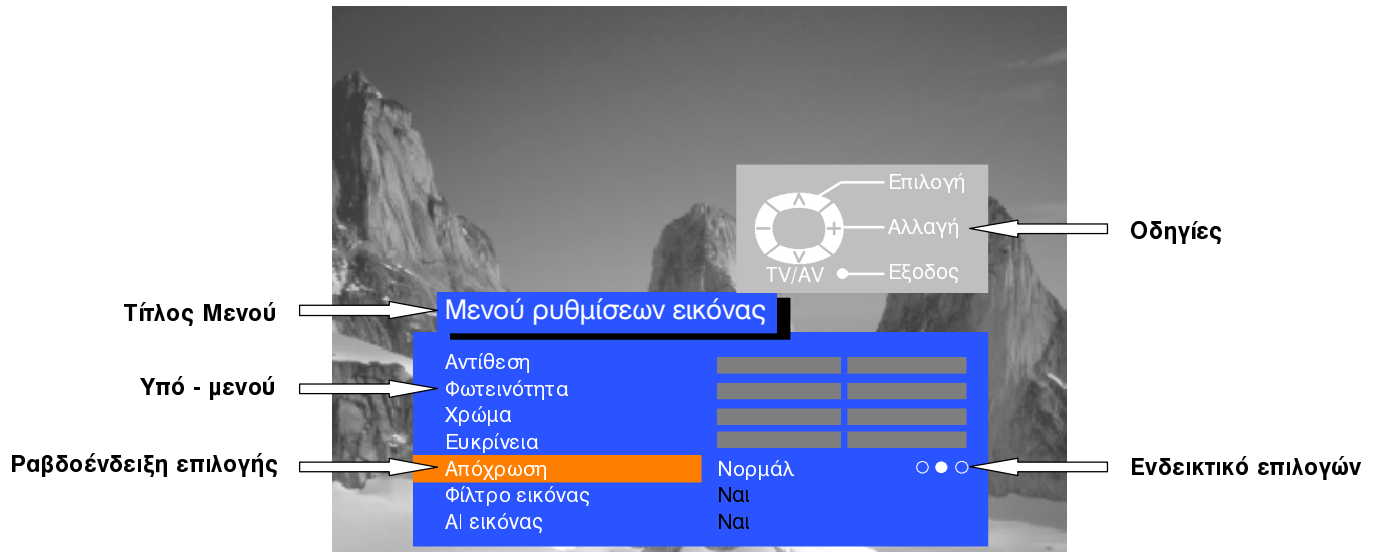 Επιλογή
Αλλαγή
Οδηγίες
TV/AV Εξοδος
Τίτλος Μενού
Μενού ρυθμίσεων εικόνας
Αντίθεση
Υπό - μενού
Φωτεινότητα
Χρώμα
Ευκρίνεια
Ραβδοένδειξη επιλογής
Απόχρωση Νορμάλ
Ενδεικτικό επιλογών
Φίλτρο εικόνας Ναι
AI εικόνας Ναι